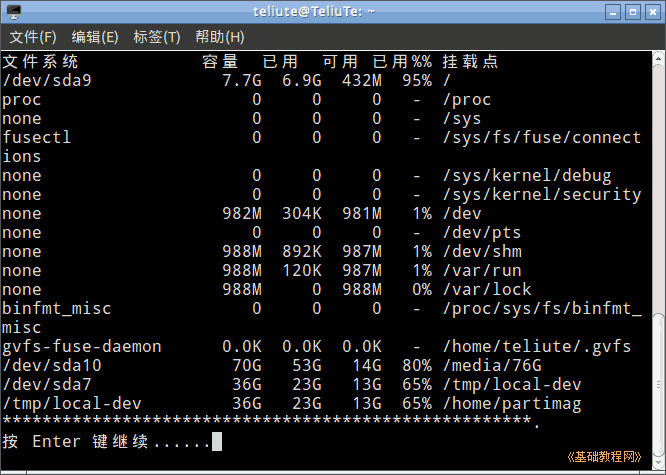 teliute@TeliuTe: ~
文件(F) 编辑(E) 标签(T) 帮助(H)
文件系统 容量 已用 可用 已用%% 挂载点
/dev/sda9 7.7G 6.9G 432M 95% /
proc 0 0 0 - /proc
none 0 0 0 - /sys
fusectl 0 0 0 - /sys/fs/fuse/connect
ions
none 0 0 0 - /sys/kernel/debug
none 0 0 0 - /sys/kernel/security
none 982M 304K 981M 1% /dev
none 0 0 0 - /dev/pts
none 988M 892K 987M 1% /dev/shm
none 988M 120K 987M 1% /var/run
none 988M 0 988M 0% /var/lock
binfmt_misc 0 0 0 - /proc/sys/fs/binfmt_
misc
gvfs-fuse-daemon 0.0K 0.0K 0.0K - /home/teliute/.gvfs
/dev/sda10 70G 53G 14G 80% /media/76G
/dev/sda7 36G 23G 13G 65% /tmp/local-dev
/tmp/local-dev 36G 23G 13G 65% /home/partimag
*****************************************************.
按 Enter 键继续......
《基础教程网》